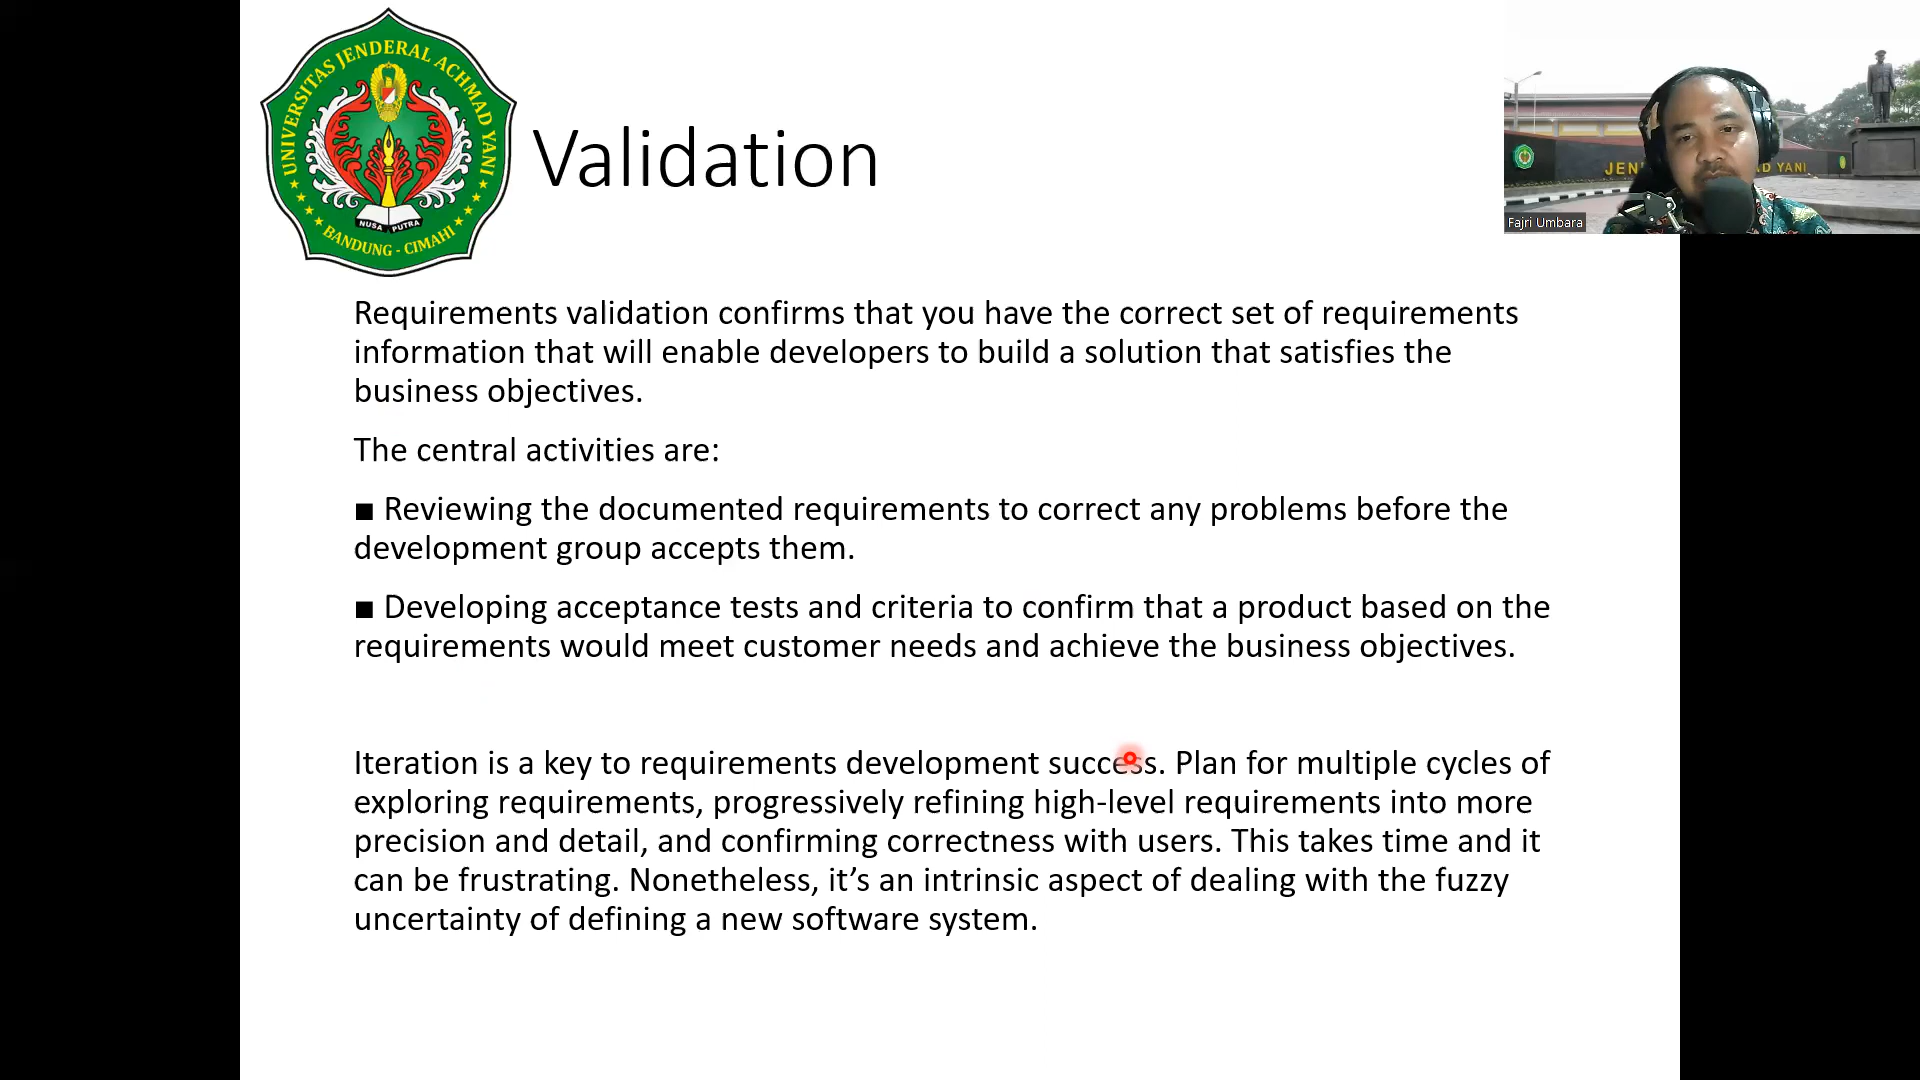 UNIVERSITAS JENDERAL ACHMAD YANI
NUSA PUTRA
BANDUNG - CIMAHI
Validation
JEN
AD YANI
Fajri Umbara
Requirements validation confirms that you have the correct set of requirements
information that will enable developers to build a solution that satisfies the
business objectives.
The central activities are:
■ Reviewing the documented requirements to correct any problems before the
development group accepts them.
■ Developing acceptance tests and criteria to confirm that a product based on the
requirements would meet customer needs and achieve the business objectives.
Iteration is a key to requirements development success. Plan for multiple cycles of
exploring requirements, progressively refining high-level requirements into more
precision and detail, and confirming correctness with users. This takes time and it
can be frustrating. Nonetheless, it’s an intrinsic aspect of dealing with the fuzzy
uncertainty of defining a new software system.